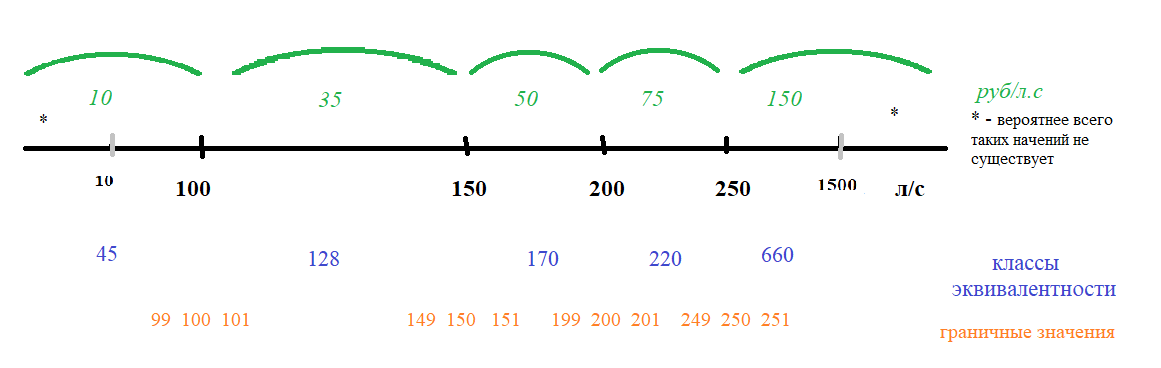 10 35 50 75 150 руб/л.с
* * * - вероятнее всего
таких начений не
существует
10 100 150 200 250 1500 л/с
45 128 170 220 660 классы
эквивалентности
99 100 101 149 150 151 199 200 201 249 250 251 граничные значения